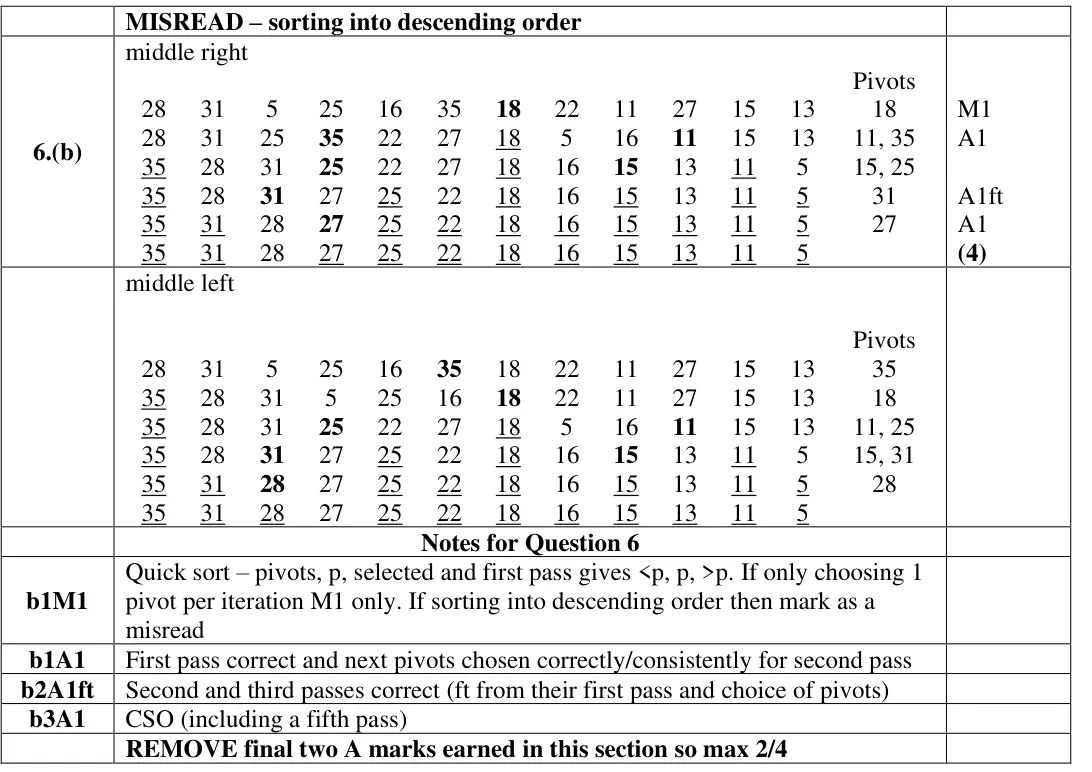 MISREAD – sorting into descending order
middle right
Pivots
28 31 5 25 16 35 18 22 11 27 15 13 18 M1
28 31 25 35 22 27 18 5 16 11 15 13 11, 35 A1
6.(b)
35 28 31 25 22 27 18 16 15 13 11 5 15, 25
35 28 31 27 25 22 18 16 15 13 11 5 31 A1ft
35 31 28 27 25 22 18 16 15 13 11 5 27 A1
35 31 28 27 25 22 18 16 15 13 11 5 (4)
middle left
Pivots
28 31 5 25 16 35 18 22 11 27 15 13 35
35 28 31 5 25 16 18 22 11 27 15 13 18
35 28 31 25 22 27 18 5 16 11 15 13 11, 25
35 28 31 27 25 22 18 16 15 13 11 5 15, 31
35 31 28 27 25 22 18 16 15 13 11 5 28
35 31 28 27 25 22 18 16 15 13 11 5
Notes for Question 6
Quick sort – pivots, p, selected and first pass gives <p, p, >p. If only choosing 1
b1M1 pivot per iteration M1 only. If sorting into descending order then mark as a
misread
b1A1 First pass correct and next pivots chosen correctly/consistently for second pass
b2A1ft Second and third passes correct (ft from their first pass and choice of pivots)
b3A1 CSO (including a fifth pass)
REMOVE final two A marks earned in this section so max 2/4